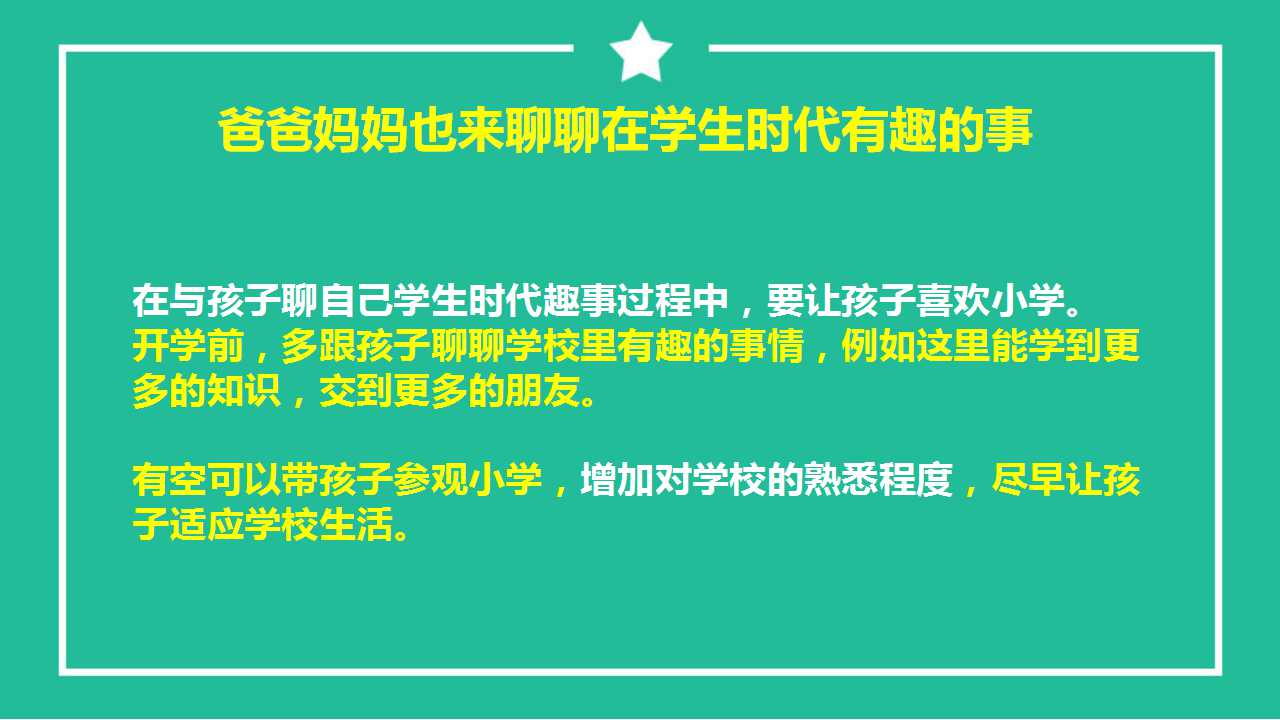 爸爸妈妈也来聊聊在学生时代有趣的事
在与孩子聊自己学生时代趣事过程中，要让孩子喜欢小学。
开学前，多跟孩子聊聊学校里有趣的事情，例如这里能学到更
多的知识，交到更多的朋友。
有空可以带孩子参观小学，增加对学校的熟悉程度，尽早让孩
子适应学校生活。